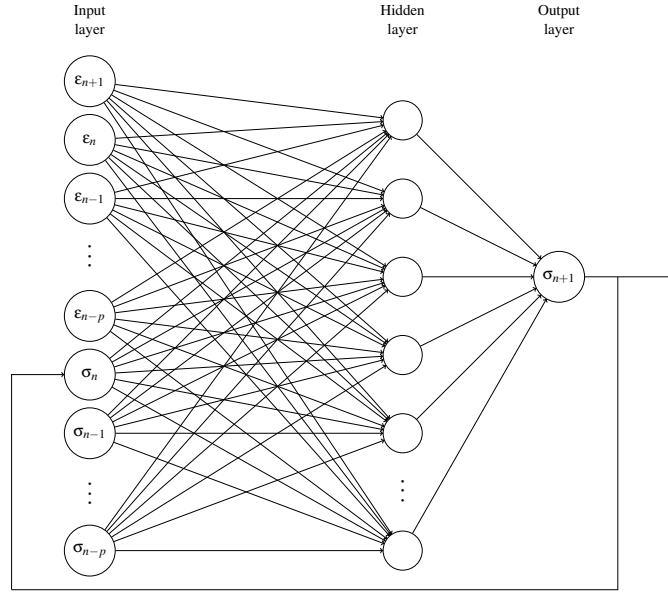 Input
layer
Hidden
layer
Output
layer
εn+1
εn
εn−1
⋮
εn−p
σn
σn−1
⋮
σn−p
⋮
σn+1